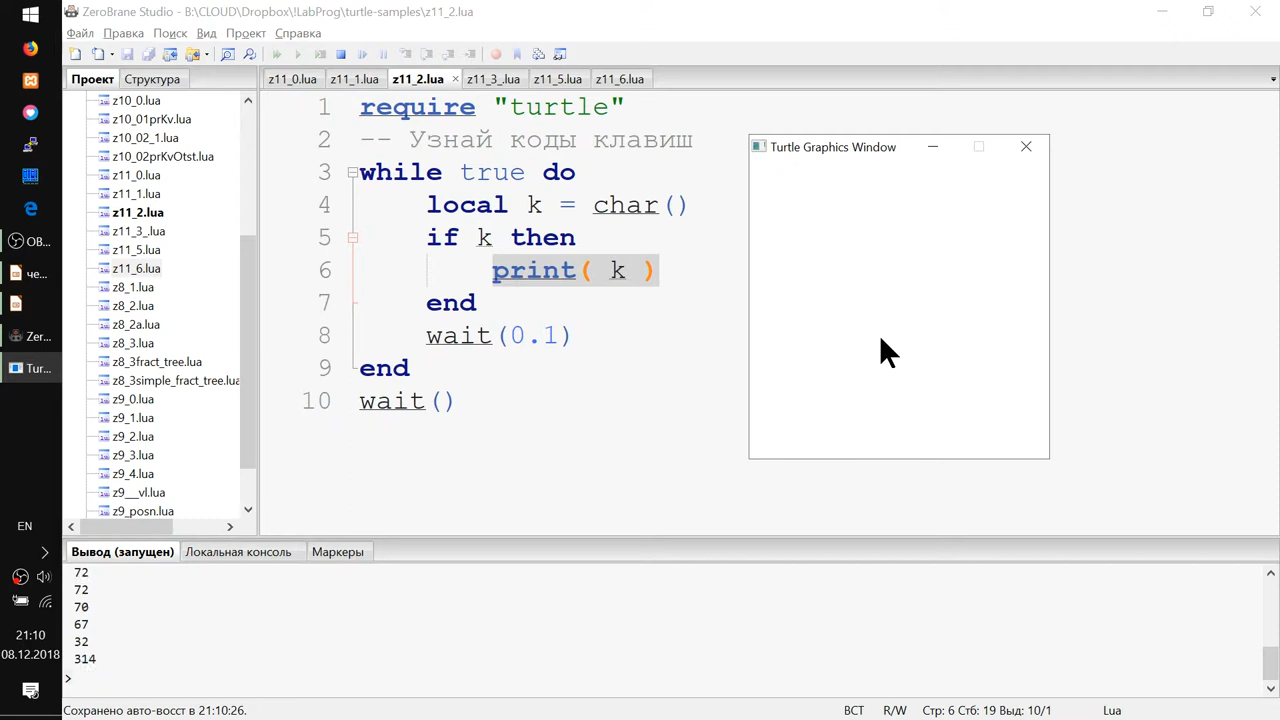 ZeroBrane Studio - B:\CLOUD\Dropbox\!LabProg\turtle-samples\z11_2.lua
Файл Правка Поиск Вид Проект Справка
Проект Структура
z11_0.lua z11_1.lua z11_2.lua z11_3_.lua z11_5.lua z11_6.lua
z10_0.lua
z10_01prKv.lua
z10_02_1.lua
z10_02prKvOtst.lua
z11_0.lua
z11_1.lua
z11_2.lua
z11_3_.lua
z11_5.lua
z11_6.lua
z8_1.lua
z8_2.lua
z8_2a.lua
z8_3.lua
z8_3fract_tree.lua
z8_3simple_fract_tree.lua
z9_0.lua
z9_1.lua
z9_2.lua
z9_3.lua
z9_4.lua
z9__vl.lua
z9_posn.lua
1 require "turtle"
2 -- Узнай коды клавиш
3 while true do
4 local k = char()
5 if k then
6 print( k )
7 end
8 wait(0.1)
9 end
10 wait()
Turtle Graphics Window
OB...
че...
Zer...
Tur...
EN
21:10
08.12.2018
Вывод (запущен) Локальная консоль Маркеры
72
72
70
67
32
314
>
Сохранено авто-восст в 21:10:26.
ВСТ R/W Стр: 6 Стб: 19 Выд: 10/1 Lua